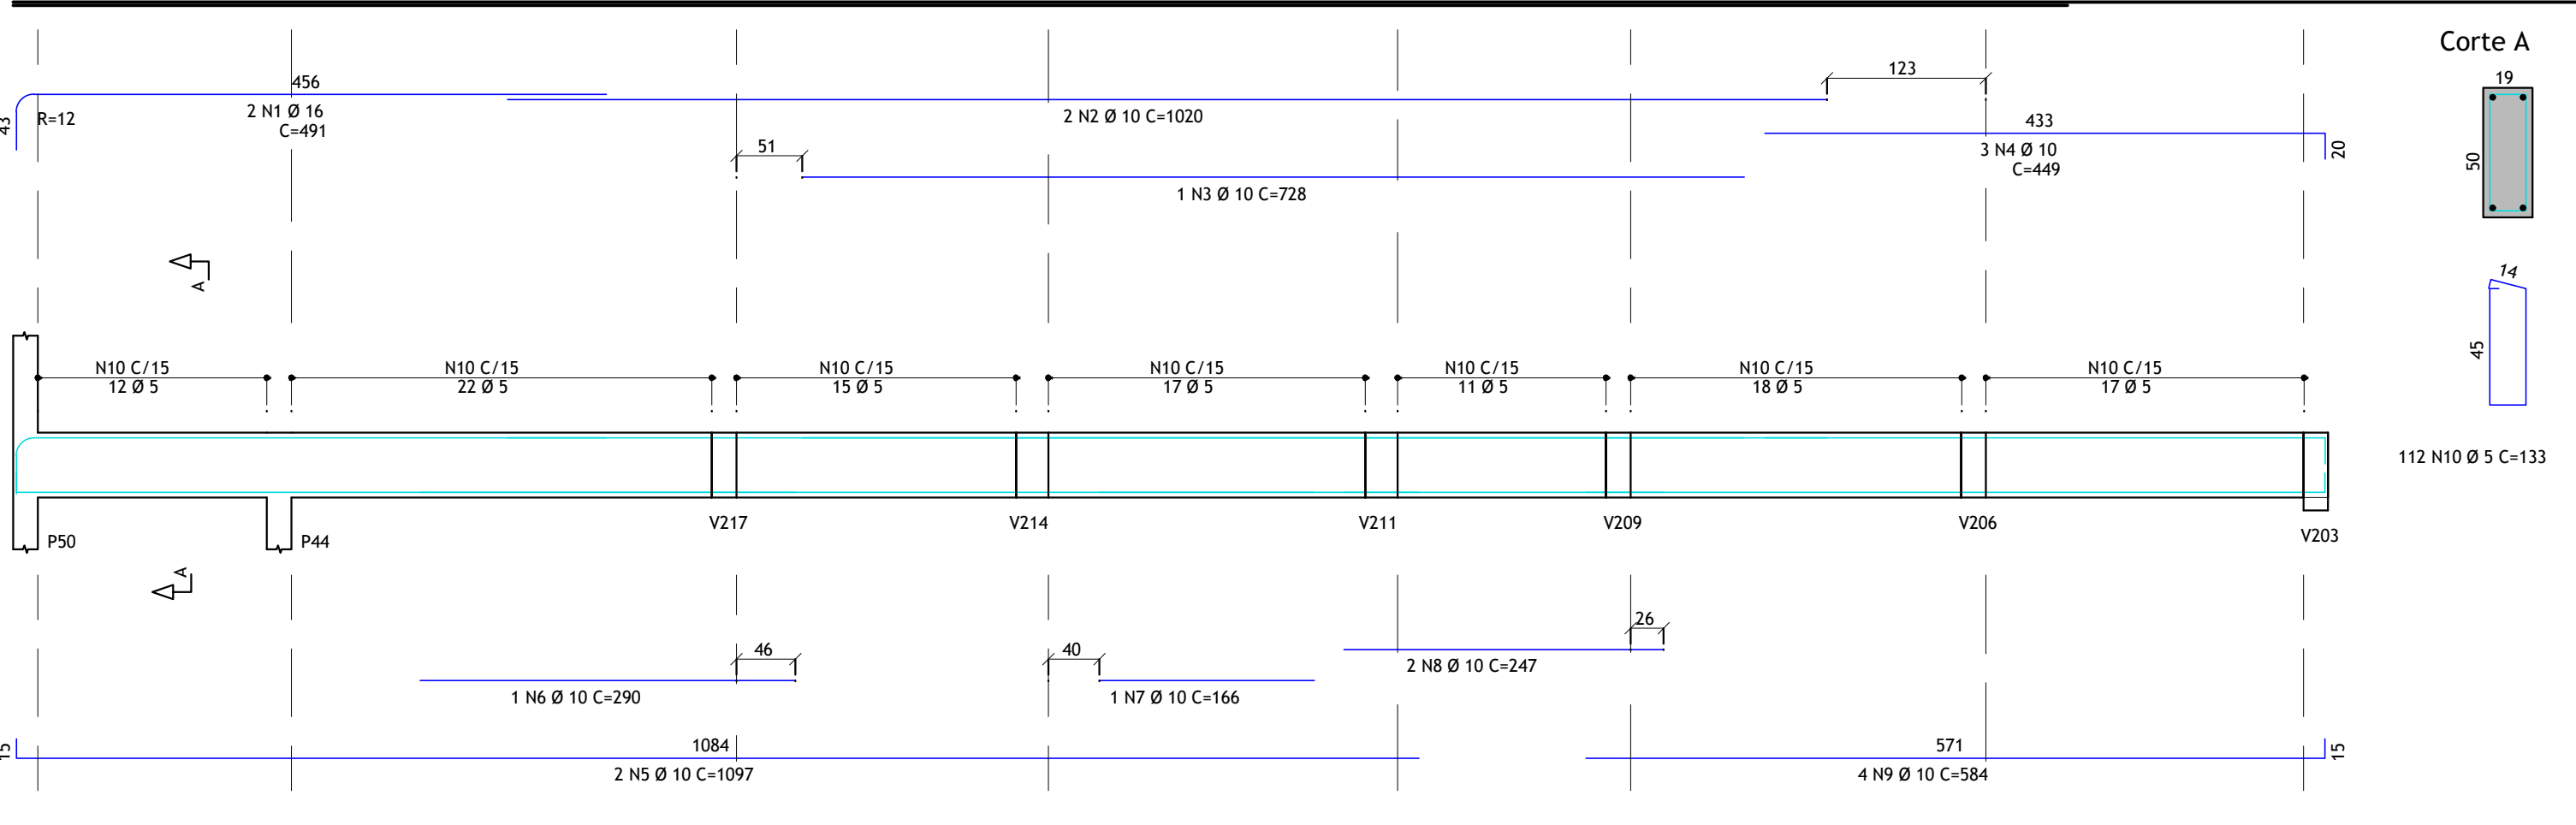 Corte A
456
2 N1 Ø 16
C=491
43
R=12
123
2 N2 Ø 10 C=1020
433
3 N4 Ø 10
C=449
20
51
1 N3 Ø 10 C=728
19
50
A
14
45
N10 C/15
12 Ø 5
N10 C/15
22 Ø 5
N10 C/15
15 Ø 5
N10 C/15
17 Ø 5
N10 C/15
11 Ø 5
N10 C/15
18 Ø 5
N10 C/15
17 Ø 5
112 N10 Ø 5 C=133
V217
V214
V211
V209
V206
V203
P50
P44
A
46
1 N6 Ø 10 C=290
40
1 N7 Ø 10 C=166
26
2 N8 Ø 10 C=247
15
1084
2 N5 Ø 10 C=1097
571
4 N9 Ø 10 C=584
15